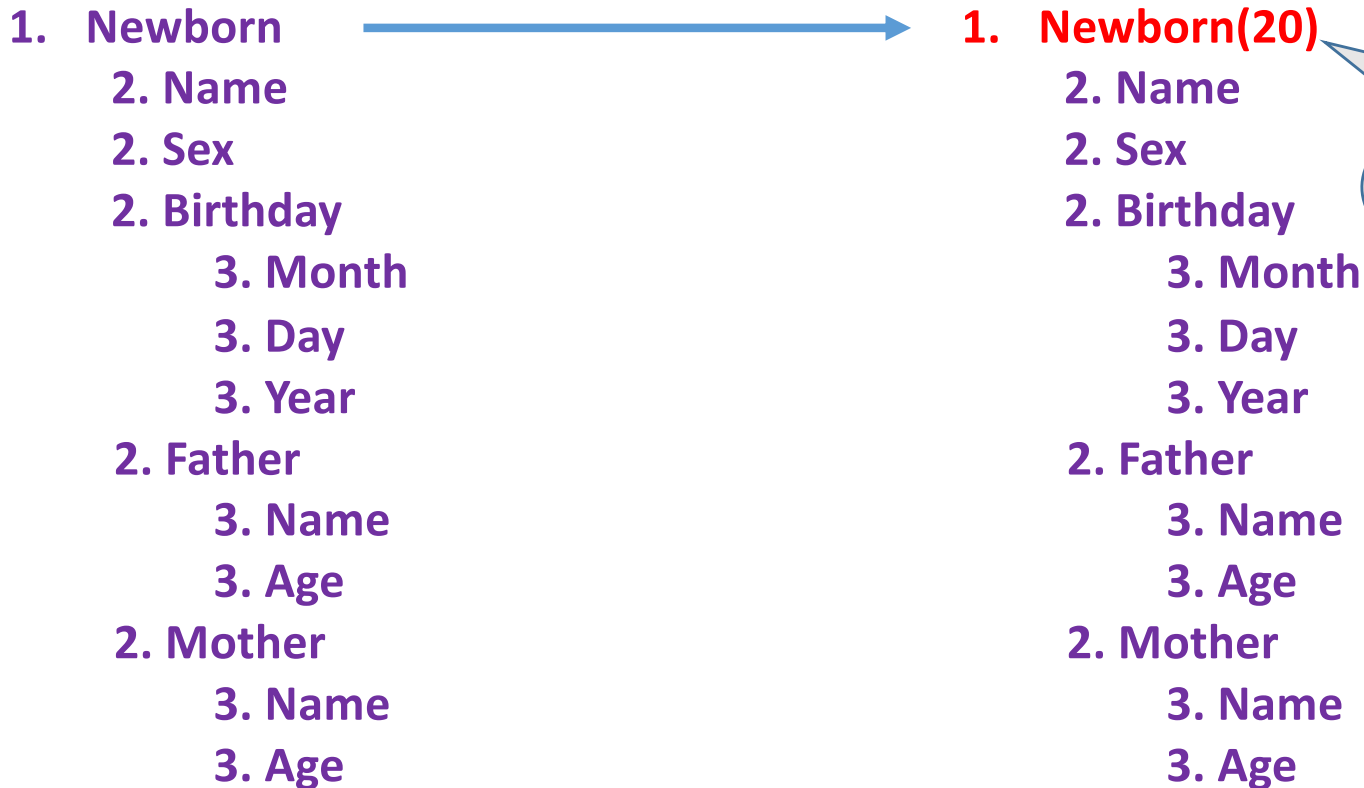 1. Newborn
2. Name
2. Sex
2. Birthday
3. Month
3. Day
3. Year
2. Father
3. Name
3. Age
2. Mother
3. Name
3. Age
1. Newborn(20)
2. Name
2. Sex
2. Birthday
3. Month
3. Day
3. Year
2. Father
3. Name
3. Age
2. Mother
3. Name
3. Age